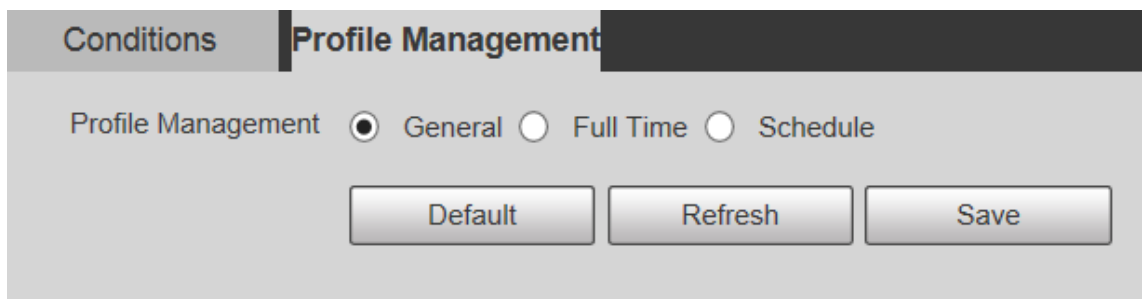 Conditions Profile Management
Profile Management General Full Time Schedule
Default Refresh Save